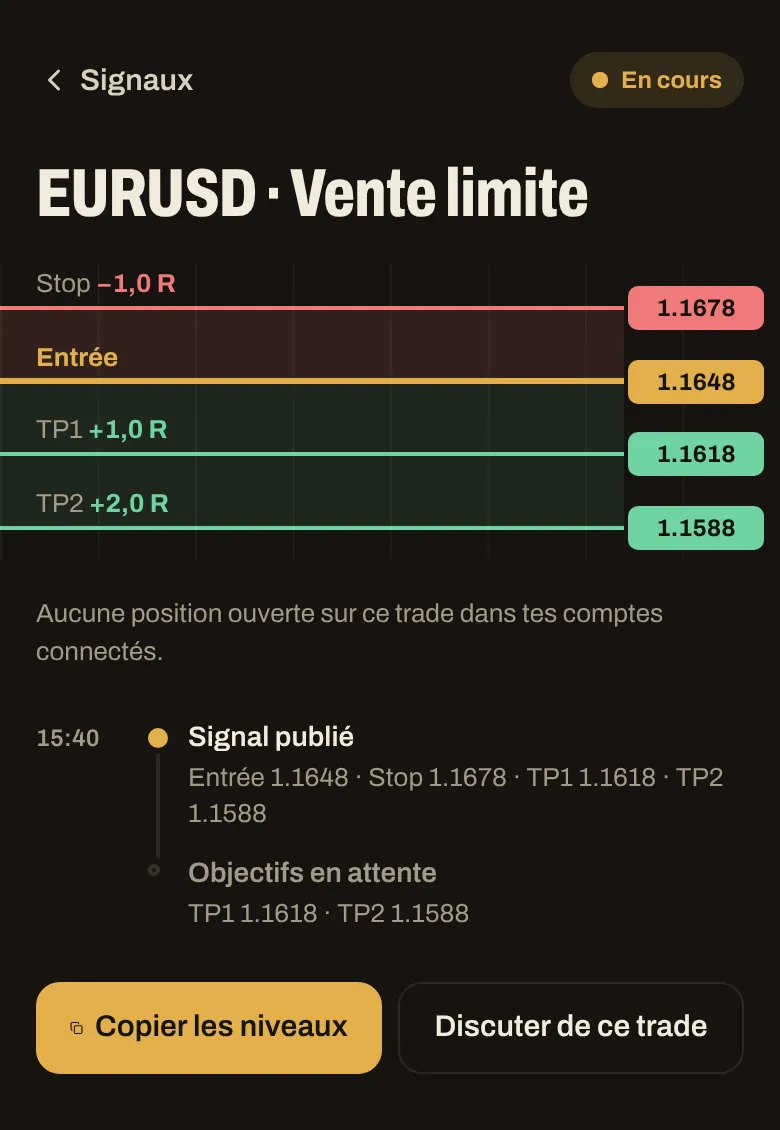 Signaux
En cours
EURUSD · Vente limite
Stop −1,0 R
1.1678
Entrée
1.1648
TP1 +1,0 R
1.1618
TP2 +2,0 R
1.1588
Aucune position ouverte sur ce trade dans tes comptes
connectés.
15:40
Signal publié
Entrée 1.1648 · Stop 1.1678 · TP1 1.1618 · TP2
1.1588
Objectifs en attente
TP1 1.1618 · TP2 1.1588
Copier les niveaux
Discuter de ce trade